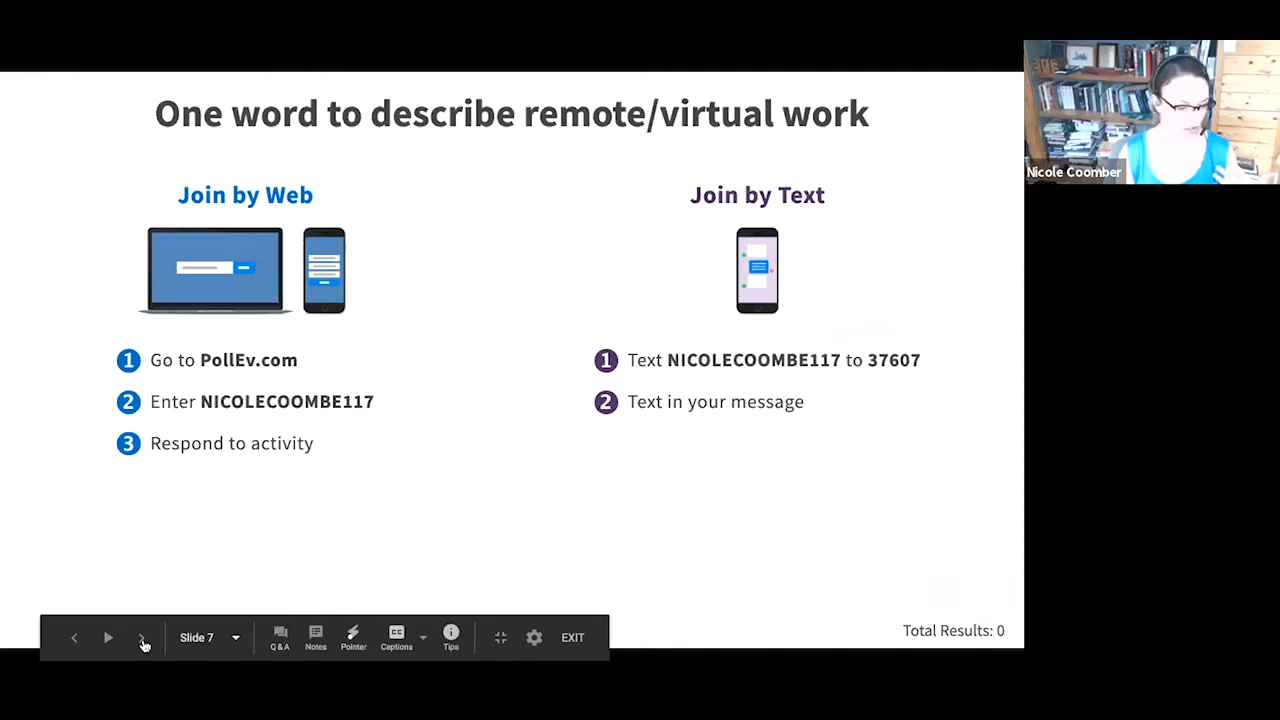 One word to describe remote/virtual work
Join by Web
1 Go to PollEv.com
2 Enter NICOLECOOMBE117
3 Respond to activity
Join by Text
1 Text NICOLECOOMBE117 to 37607
2 Text in your message
Total Results: 0
Slide 7
Q&A
Notes
Pointer
CC
Captions
Tips
EXIT
Nicole Coomber